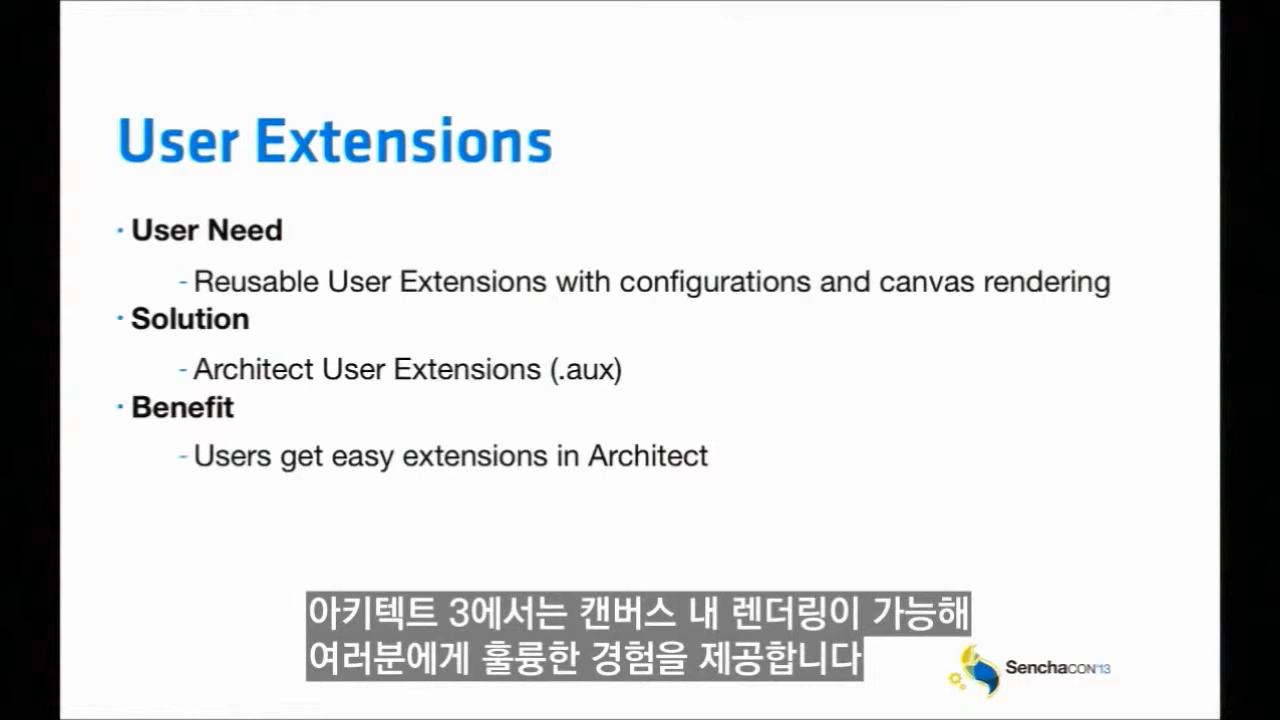 User Extensions
· User Need
- Reusable User Extensions with configurations and canvas rendering
· Solution
- Architect User Extensions (.aux)
· Benefit
- Users get easy extensions in Architect
아키텍트 3에서는 캔버스 내 렌더링이 가능해
여러분에게 훌륭한 경험을 제공합니다
SenchaCON'13